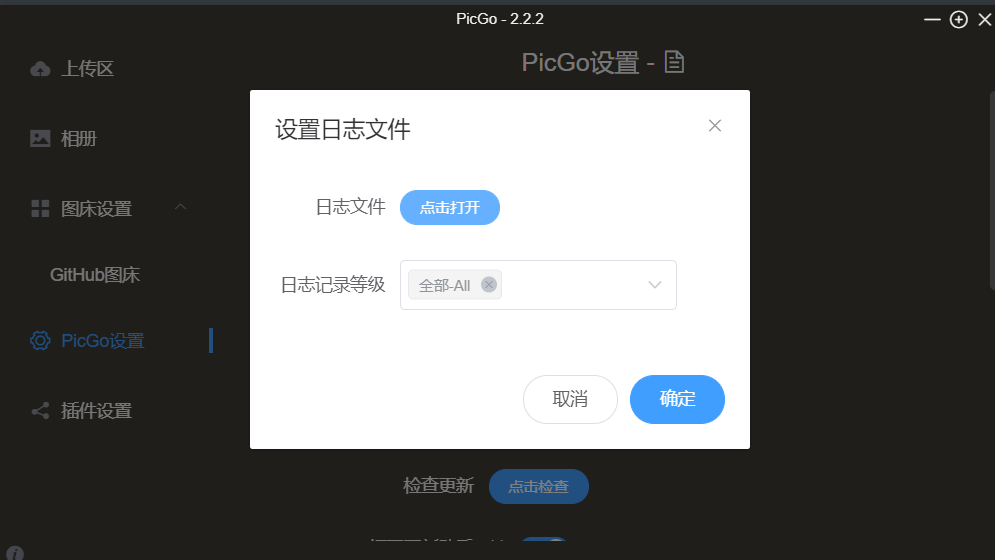 PicGo - 2.2.2
上传区
相册
图床设置
GitHub图床
PicGo设置
插件设置
PicGo设置 -
设置日志文件
日志文件 点击打开
日志记录等级 全部-All
取消 确定
检查更新 点击检查